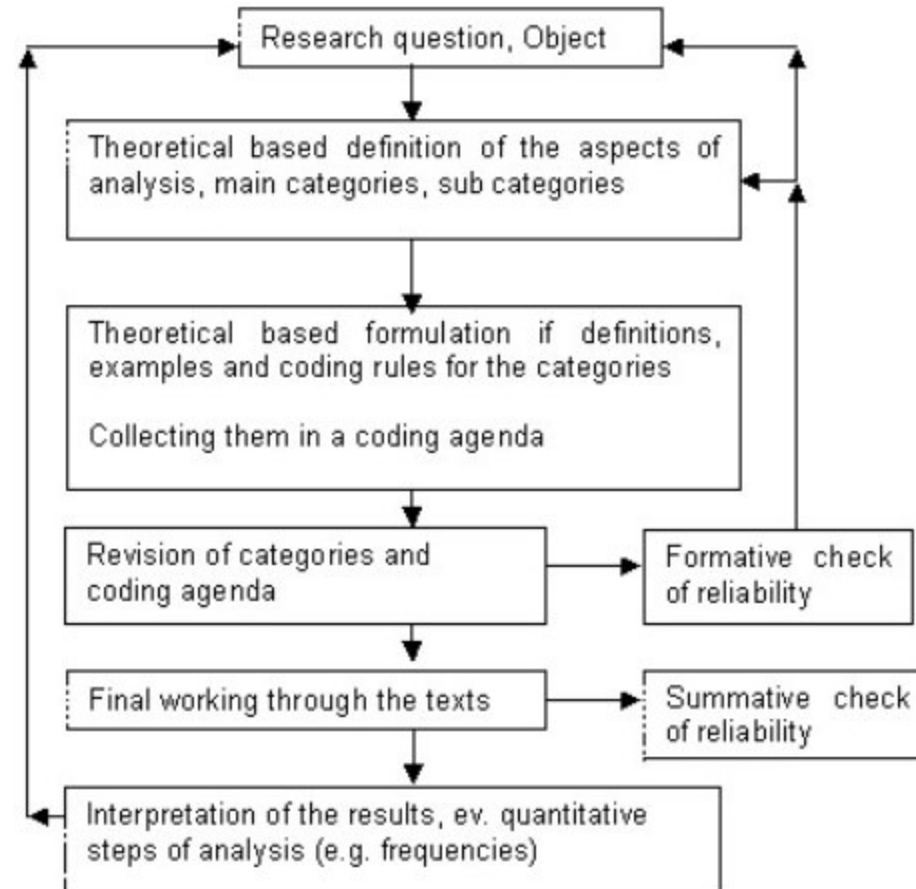 Research question, Object
Theoretical based definition of the aspects of
analysis, main categories, sub categories
Theoretical based formulation if definitions,
examples and coding rules for the categories
Collecting them in a coding agenda
Revision of categories and
coding agenda
Formative check
of reliability
Final working through the texts
Summative check
of reliability
Interpretation of the results, ev. quantitative
steps of analysis (e.g. frequencies)